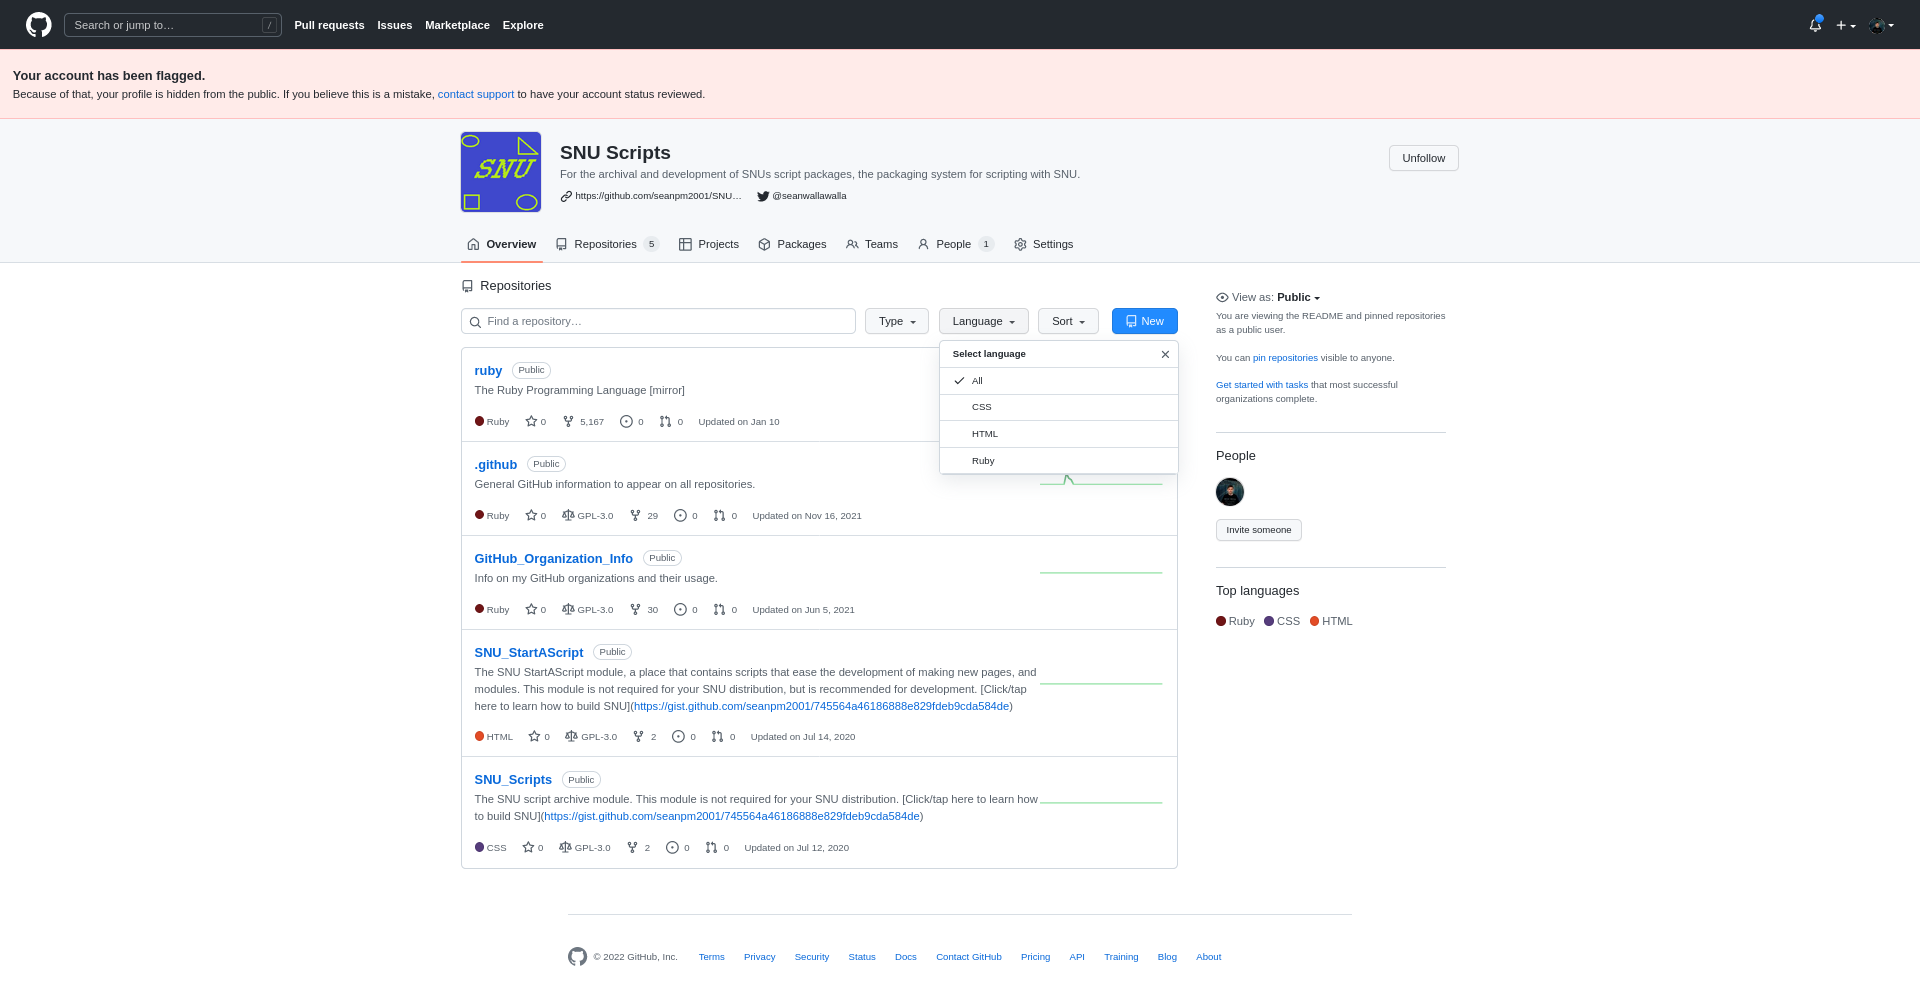 Search or jump to… /
Pull requests Issues Marketplace Explore
Your account has been flagged.
Because of that, your profile is hidden from the public. If you believe this is a mistake, contact support to have your account status reviewed.
SNU
SNU Scripts
Unfollow
For the archival and development of SNUs script packages, the packaging system for scripting with SNU.
https://github.com/seanpm2001/SNU… @seanwallawalla
Overview Repositories 5 Projects Packages Teams People 1 Settings
Repositories
Find a repository… Type Language Sort New
Select language
All
CSS
HTML
Ruby
ruby Public
The Ruby Programming Language [mirror]
Ruby 0 5,167 0 0 Updated on Jan 10
.github Public
General GitHub information to appear on all repositories.
Ruby 0 GPL-3.0 29 0 0 Updated on Nov 16, 2021
GitHub_Organization_Info Public
Info on my GitHub organizations and their usage.
Ruby 0 GPL-3.0 30 0 0 Updated on Jun 5, 2021
SNU_StartAScript Public
The SNU StartAScript module, a place that contains scripts that ease the development of making new pages, and
modules. This module is not required for your SNU distribution, but is recommended for development. [Click/tap
here to learn how to build SNU](https://gist.github.com/seanpm2001/745564a46186888e829fdeb9cda584de)
HTML 0 GPL-3.0 2 0 0 Updated on Jul 14, 2020
SNU_Scripts Public
The SNU script archive module. This module is not required for your SNU distribution. [Click/tap here to learn how
to build SNU](https://gist.github.com/seanpm2001/745564a46186888e829fdeb9cda584de)
CSS 0 GPL-3.0 2 0 0 Updated on Jul 12, 2020
View as: Public
You are viewing the README and pinned repositories
as a public user.
You can pin repositories visible to anyone.
Get started with tasks that most successful
organizations complete.
People
Invite someone
Top languages
Ruby CSS HTML
© 2022 GitHub, Inc. Terms Privacy Security Status Docs Contact GitHub Pricing API Training Blog About